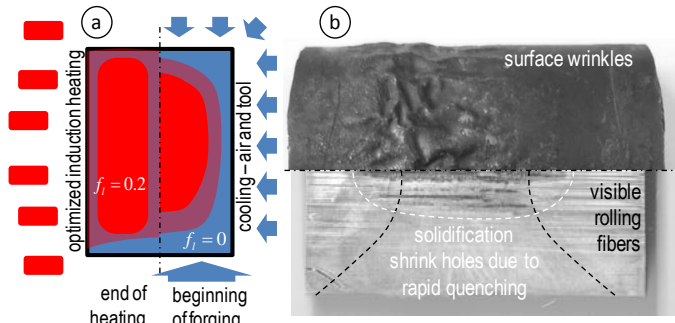 a
b
optimized induction heating
f_l = 0.2
f_l = 0
cooling – air and tool
end of
heating
beginning
of forging
surface wrinkles
visible
rolling
fibers
solidification
shrink holes due to
rapid quenching